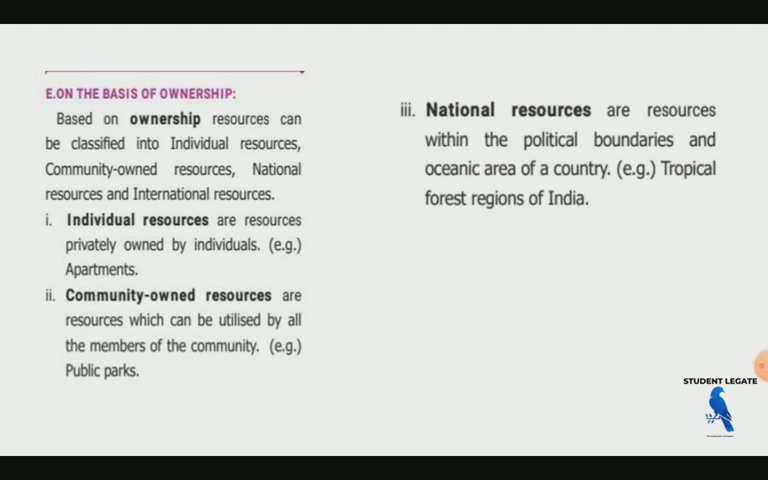 E.ON THE BASIS OF OWNERSHIP:
Based on ownership resources can
be classified into Individual resources,
Community-owned resources, National
resources and International resources.
i. Individual resources are resources
privately owned by individuals. (e.g.)
Apartments.
ii. Community-owned resources are
resources which can be utilised by all
the members of the community. (e.g.)
Public parks.
iii. National resources are resources
within the political boundaries and
oceanic area of a country. (e.g.) Tropical
forest regions of India.
STUDENT LEGATE